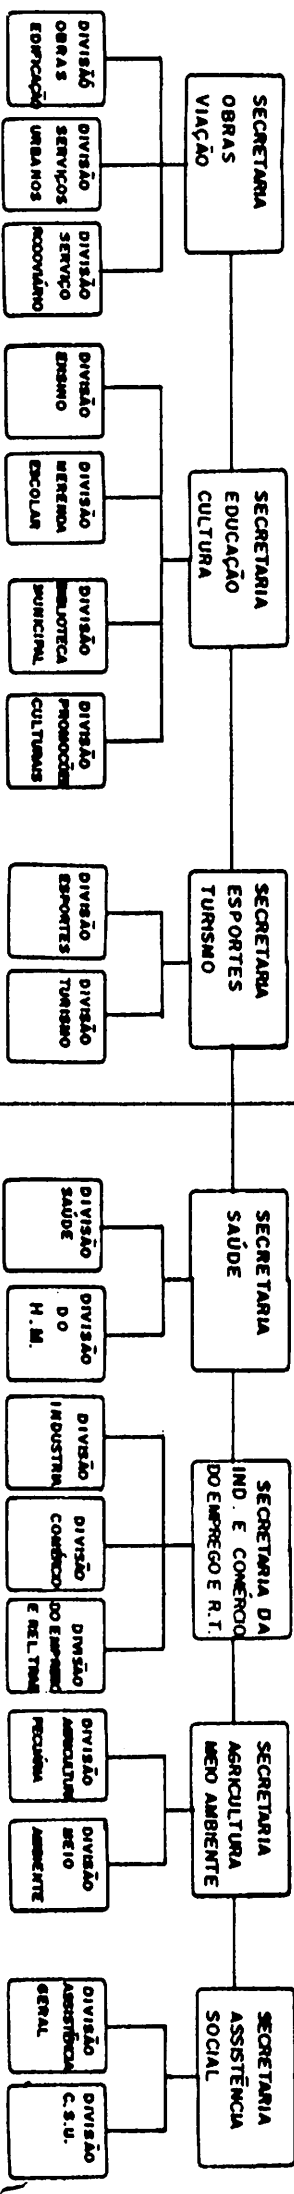 SECRETARIA
OBRAS
VIAÇÃO
DIVISÃO
OBRAS
EDIFICAÇÃO
DIVISÃO
SERVIÇOS
URBANOS
DIVISÃO
SERVIÇO
RODOVIÁRIO
SECRETARIA
EDUCAÇÃO
CULTURA
DIVISÃO
ENSINO
DIVISÃO
MERENDA
ESCOLAR
DIVISÃO
BIBLIOTECA
MUNICIPAL
DIVISÃO
PROMOÇÕES
CULTURAIS
SECRETARIA
ESPORTES
TURISMO
DIVISÃO
ESPORTES
DIVISÃO
TURISMO
SECRETARIA
SAÚDE
DIVISÃO
SAÚDE
DIVISÃO
DO
H.M.
SECRETARIA DA
IND. E COMÉRCIO
DO EMPREGO E R.T.
DIVISÃO
INDUSTRIA
DIVISÃO
COMÉRCIO
DIVISÃO
DO EMPREGO
E REL.TRAB
SECRETARIA
AGRICULTURA
MEIO AMBIENTE
DIVISÃO
AGRICULTURA
PECUÁRIA
DIVISÃO
MEIO
AMBIENTE
SECRETARIA
ASSISTÊNCIA
SOCIAL
DIVISÃO
ASSISTÊNCIA
GERAL
DIVISÃO
C.S.U.